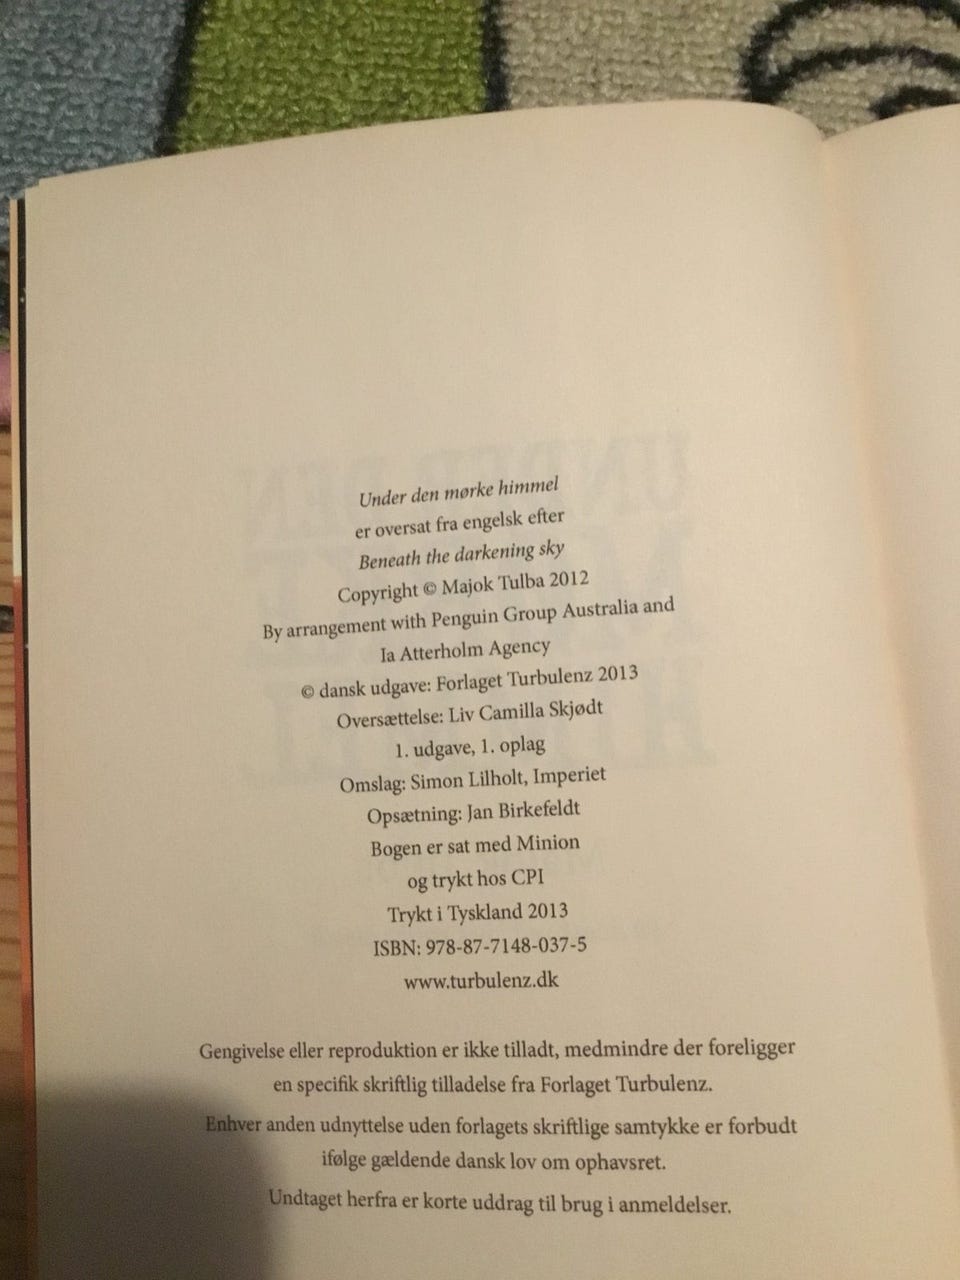 Under den mørke himmel
er oversat fra engelsk efter
Beneath the darkening sky
Copyright © Majok Tulba 2012
By arrangement with Penguin Group Australia and
Ia Atterholm Agency
© dansk udgave: Forlaget Turbulenz 2013
Oversættelse: Liv Camilla Skjødt
1. udgave, 1. oplag
Omslag: Simon Lilholt, Imperiet
Opsætning: Jan Birkefeldt
Bogen er sat med Minion
og trykt hos CPI
Trykt i Tyskland 2013
ISBN: 978-87-7148-037-5
www.turbulenz.dk
Gengivelse eller reproduktion er ikke tilladt, medmindre der foreligger
en specifik skriftlig tilladelse fra Forlaget Turbulenz.
Enhver anden udnyttelse uden forlagets skriftlige samtykke er forbudt
ifølge gældende dansk lov om ophavsret.
Undtaget herfra er korte uddrag til brug i anmeldelser.